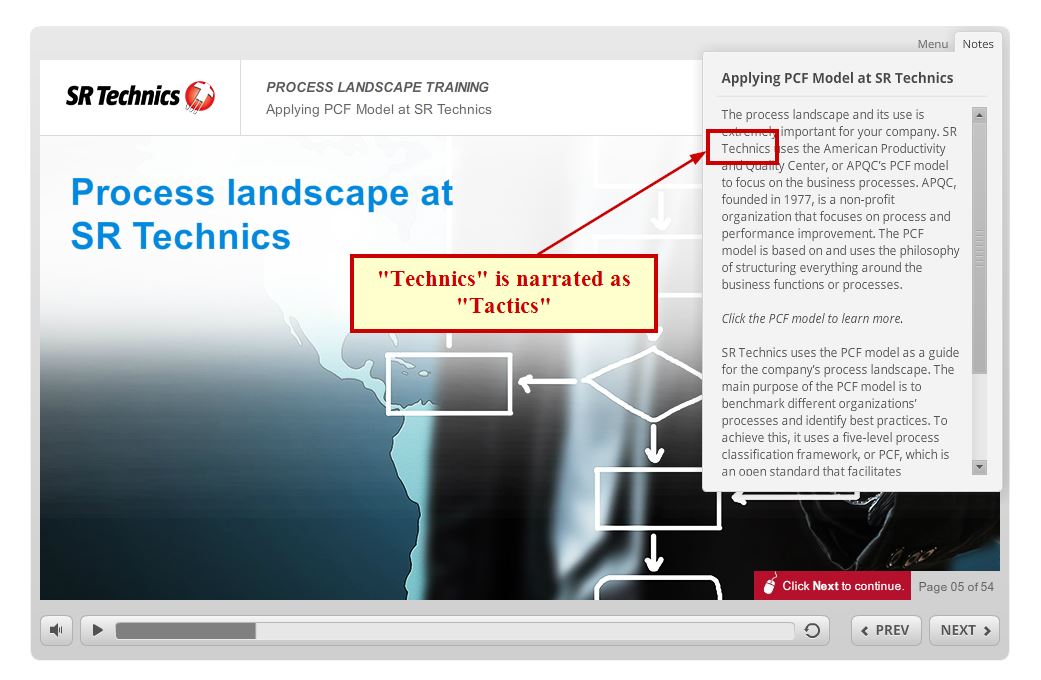 Menu
Notes
SR Technics
PROCESS LANDSCAPE TRAINING
Applying PCF Model at SR Technics
Process landscape at
SR Technics
"Technics" is narrated as
"Tactics"
Applying PCF Model at SR Technics
The process landscape and its use is
extremely important for your company. SR
Technics uses the American Productivity
and Quality Center, or APQC's PCF model
to focus on the business processes. APQC,
founded in 1977, is a non-profit
organization that focuses on process and
performance improvement. The PCF
model is based on and uses the philosophy
of structuring everything around the
business functions or processes.
Click the PCF model to learn more.
SR Technics uses the PCF model as a guide
for the company's process landscape. The
main purpose of the PCF model is to
benchmark different organizations'
processes and identify best practices. To
achieve this, it uses a five-level process
classification framework, or PCF, which is
an open standard that facilitates
Click Next to continue.
Page 05 of 54
PREV
NEXT